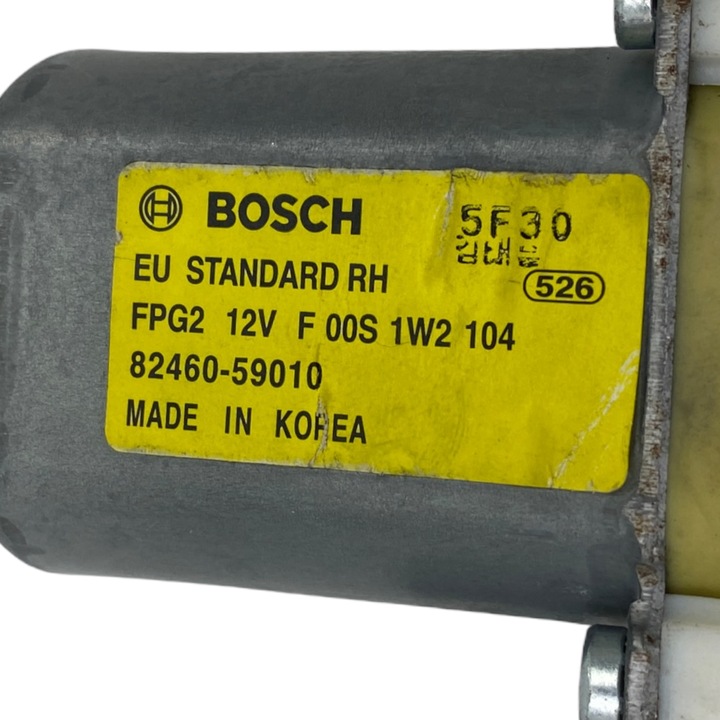 BOSCH
5F30
EU STANDARD RH
526
FPG2 12V F 00S 1W2 104
82460-59010
MADE IN KOREA